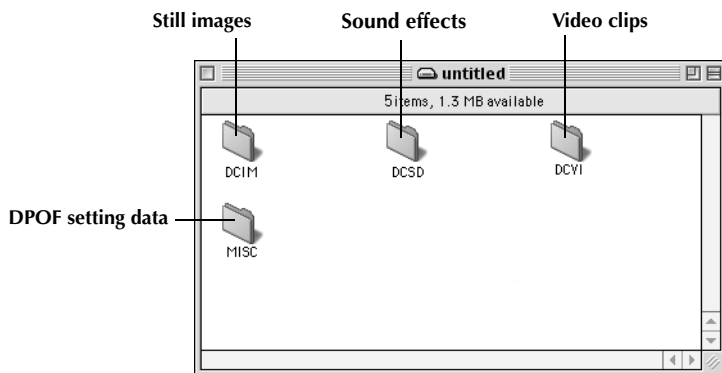 Still images
Sound effects
Video clips
untitled
5 items, 1.3 MB available
DCIM
DCSD
DCVI
DPOF setting data
MISC